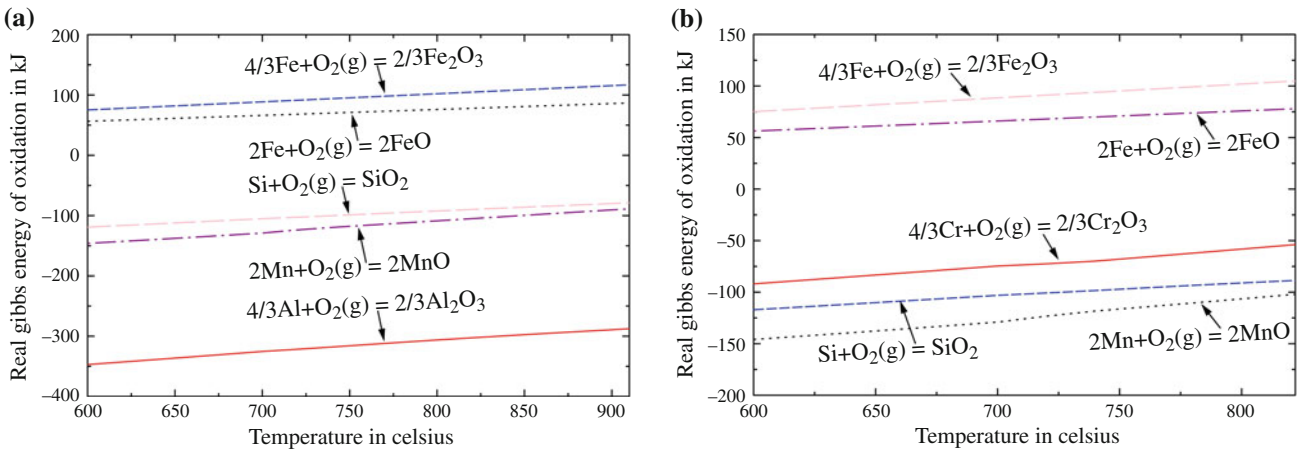 (a)
200
100
0
−100
−200
−300
−400
Real gibbs energy of oxidation in kJ
4/3Fe+O₂(g) = 2/3Fe₂O₃
2Fe+O₂(g) = 2FeO
Si+O₂(g) = SiO₂
2Mn+O₂(g) = 2MnO
4/3Al+O₂(g) = 2/3Al₂O₃
600 650 700 750 800 850 900
Temperature in celsius
(b)
150
100
50
0
−50
−100
−150
−200
Real gibbs energy of oxidation in kJ
4/3Fe+O₂(g) = 2/3Fe₂O₃
2Fe+O₂(g) = 2FeO
4/3Cr+O₂(g) = 2/3Cr₂O₃
Si+O₂(g) = SiO₂
2Mn+O₂(g) = 2MnO
600 650 700 750 800
Temperature in celsius